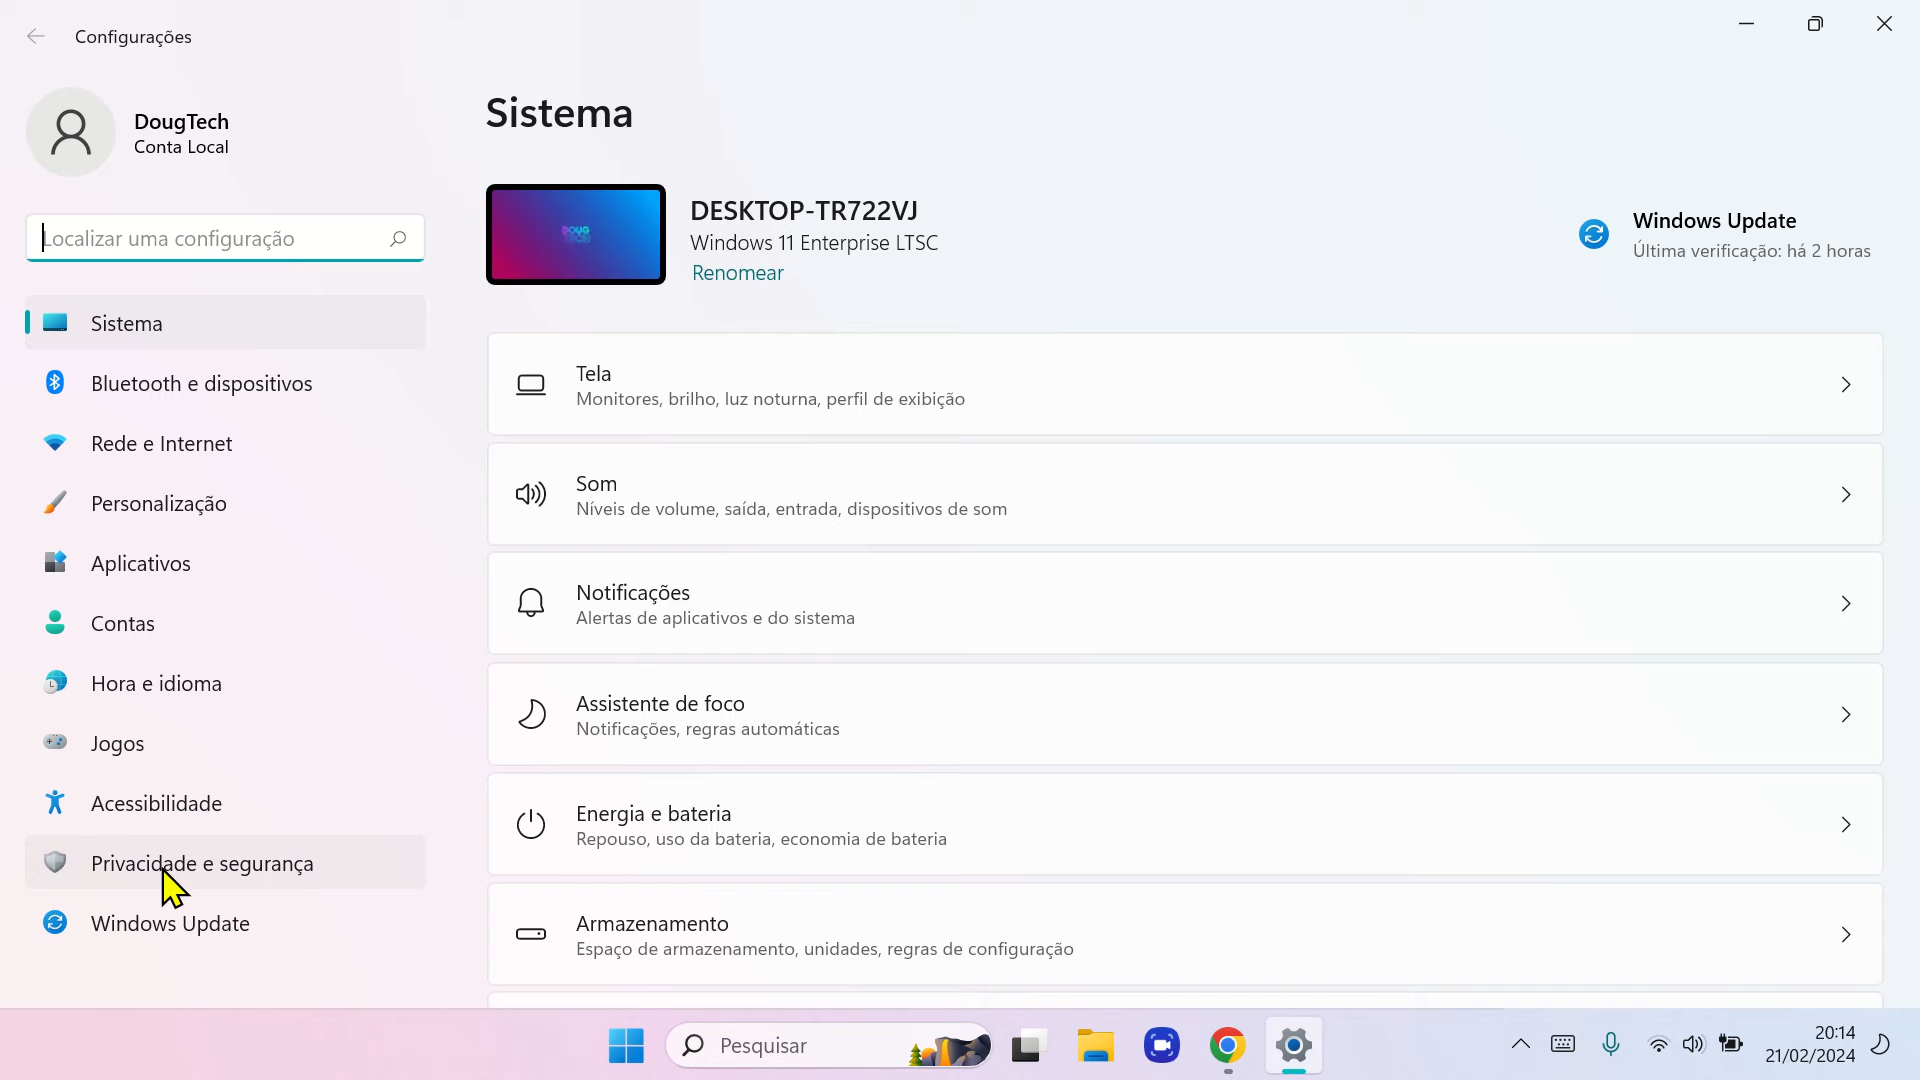 Configurações
DougTech
Conta Local
Localizar uma configuração
Sistema
Bluetooth e dispositivos
Rede e Internet
Personalização
Aplicativos
Contas
Hora e idioma
Jogos
Acessibilidade
Privacidade e segurança
Windows Update
Sistema
DOUG
TECH
DESKTOP-TR722VJ
Windows 11 Enterprise LTSC
Renomear
Windows Update
Última verificação: há 2 horas
Tela
Monitores, brilho, luz noturna, perfil de exibição
Som
Níveis de volume, saída, entrada, dispositivos de som
Notificações
Alertas de aplicativos e do sistema
Assistente de foco
Notificações, regras automáticas
Energia e bateria
Repouso, uso da bateria, economia de bateria
Armazenamento
Espaço de armazenamento, unidades, regras de configuração
Pesquisar
20:14
21/02/2024